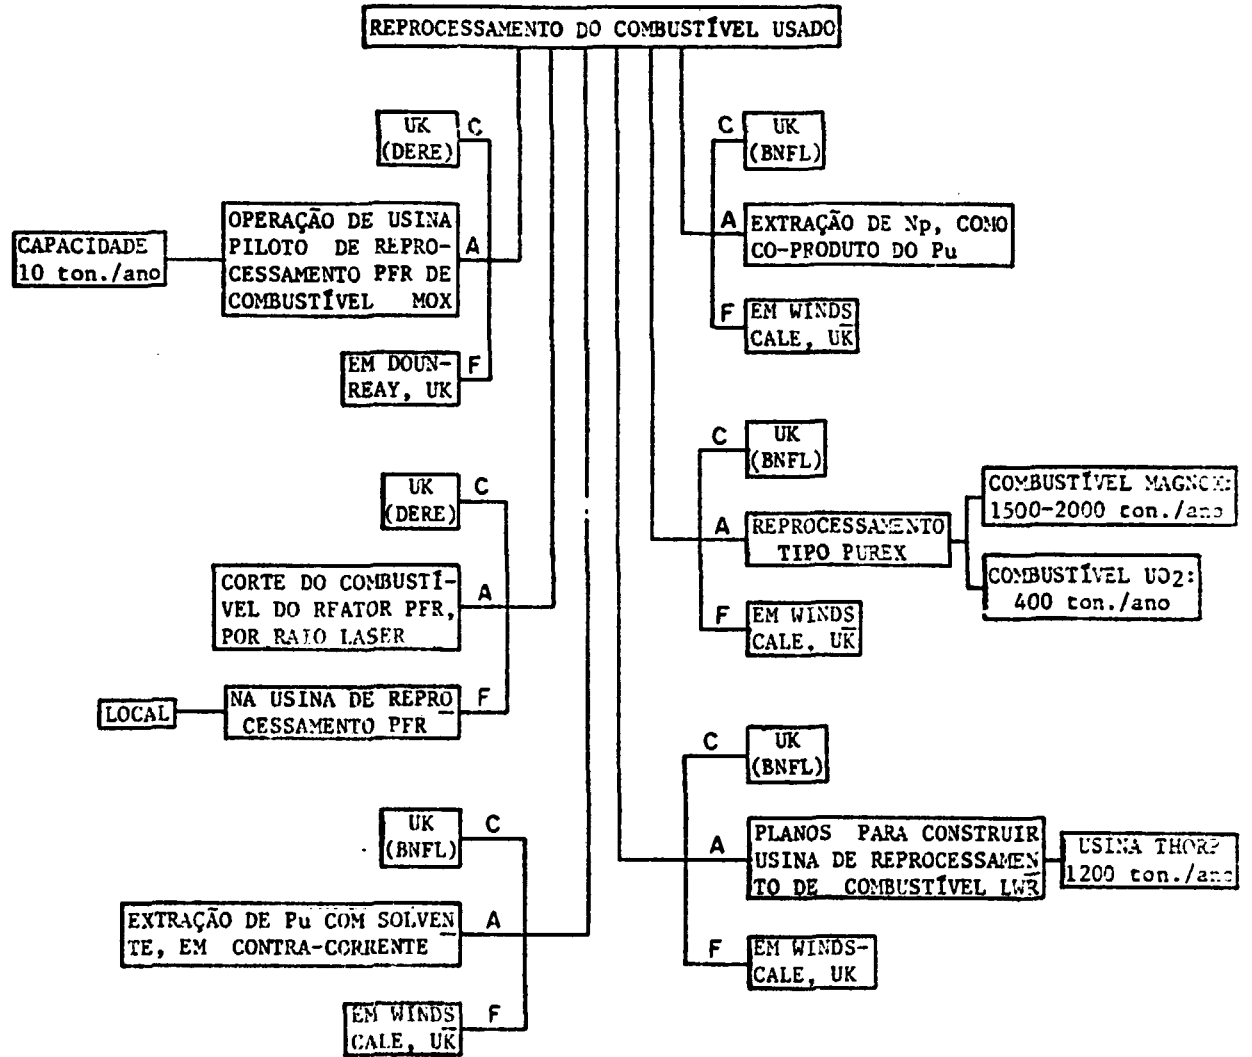 REPROCESSAMENTO DO COMBUSTÍVEL USADO
UK
(DERE)
C
OPERAÇÃO DE USINA
PILOTO DE REPRO-
CESSAMENTO PFR DE
COMBUSTÍVEL MOX
A
CAPACIDADE
10 ton./ano
EM DOUN-
REAY, UK
F
UK
(DERE)
C
CORTE DO COMBUSTÍ-
VEL DO REATOR PFR,
POR RAIO LASER
A
LOCAL
NA USINA DE REPRO
CESSAMENTO PFR
F
UK
(BNFL)
C
EXTRAÇÃO DE Pu COM SOLVEN
TE, EM CONTRA-CORRENTE
A
EM WINDS
CALE, UK
F
C
UK
(BNFL)
A
EXTRAÇÃO DE Np, COMO
CO-PRODUTO DO Pu
F
EM WINDS
CALE, UK
C
UK
(BNFL)
A
REPROCESSAMENTO
TIPO PUREX
COMBUSTÍVEL MAGNOX:
1500-2000 ton./ano
COMBUSTÍVEL UO2:
400 ton./ano
F
EM WINDS
CALE, UK
C
UK
(BNFL)
A
PLANOS PARA CONSTRUIR
USINA DE REPROCESSAMEN
TO DE COMBUSTÍVEL LWR
USINA THORP
1200 ton./ano
F
EM WINDS-
CALE, UK